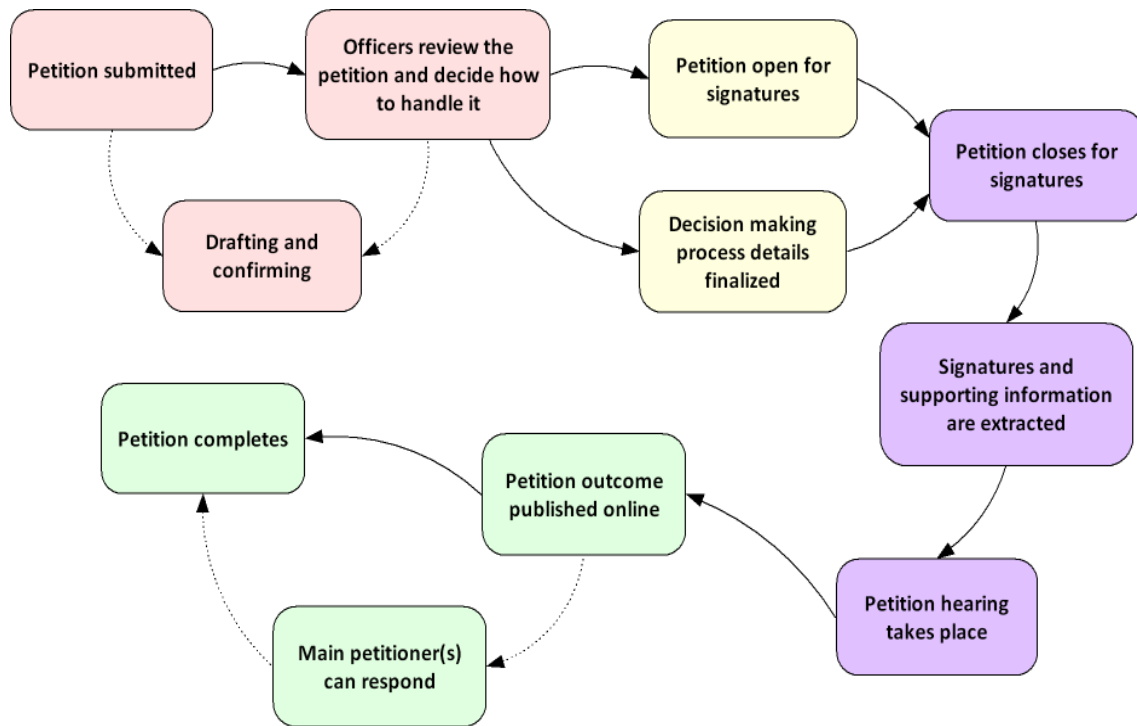 Petition submitted
Officers review the
petition and decide how
to handle it
Petition open for
signatures
Petition closes for
signatures
Drafting and
confirming
Decision making
process details
finalized
Signatures and
supporting information
are extracted
Petition completes
Petition outcome
published online
Petition hearing
takes place
Main petitioner(s)
can respond